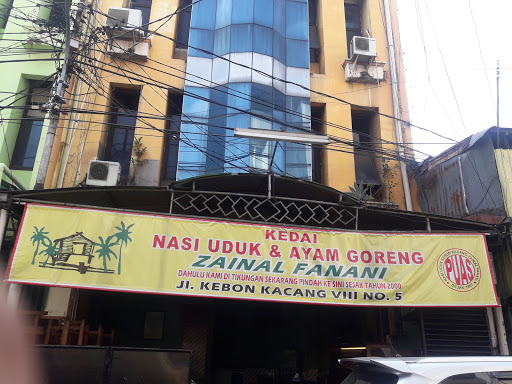 KEDAI
NASI UDUK & AYAM GORENG
ZAINAL FANANI
DAHULU KAMI DI TIKUNGAN SEKARANG PINDAH KE SINI SEJAK TAHUN 2000
JL. KEBON KACANG VIII NO. 5
PUAS